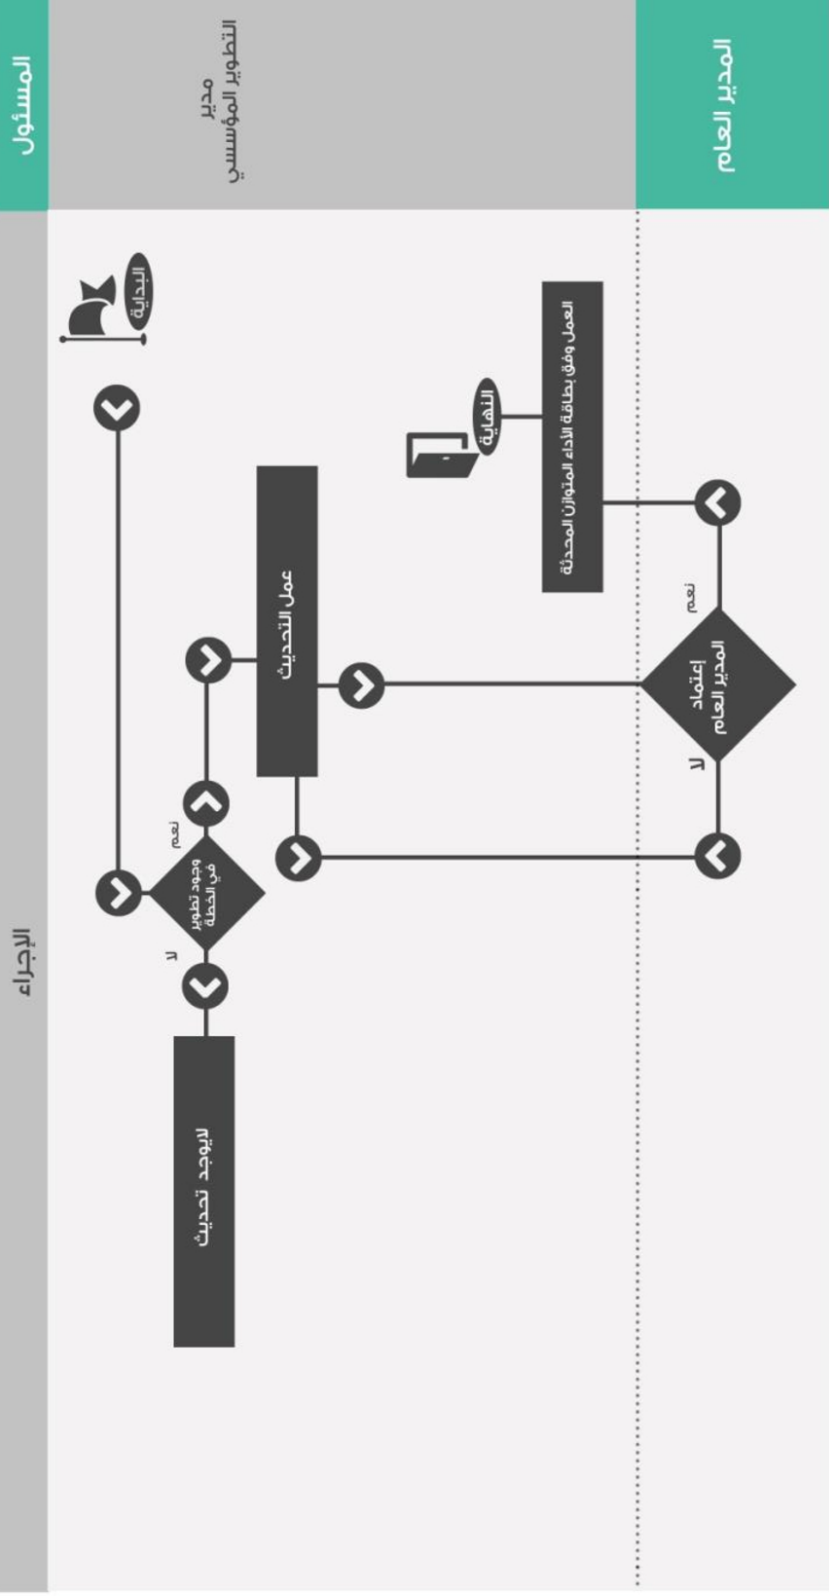 المسئول
الإجراء
مدير
التطوير المؤسسي
البداية
وجود تطوير
في الخطة
نعم
لا
لايوجد تحديث
عمل التحديث
المدير العام
إعتماد
المدير العام
نعم
لا
العمل وفق بطاقة الأداء المتوازن المحدثة
النهاية